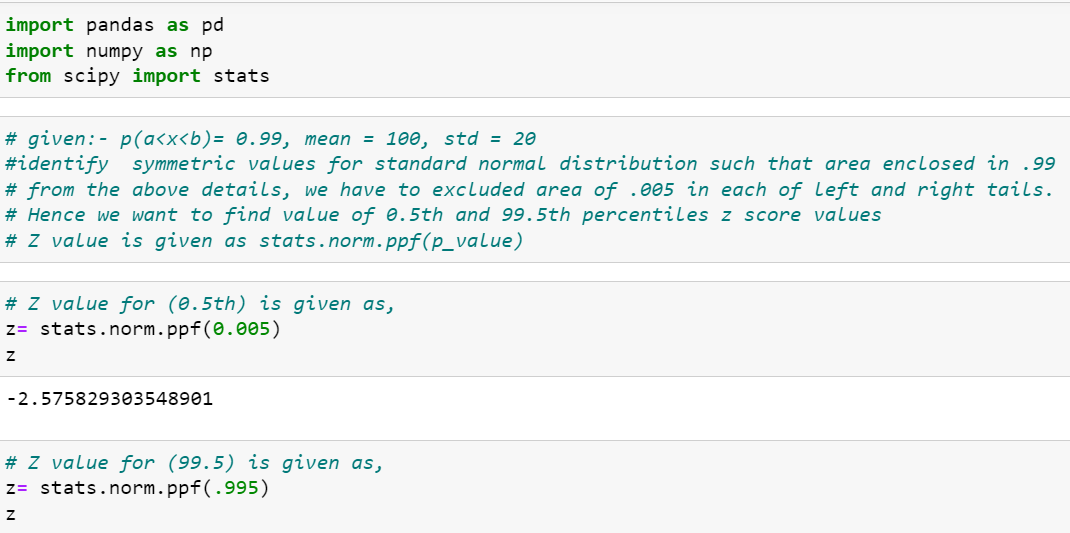 import pandas as pd
import numpy as np
from scipy import stats
# given:- p(a<x<b)= 0.99, mean = 100, std = 20
#identify  symmetric values for standard normal distribution such that area enclosed in .99
# from the above details, we have to excluded area of .005 in each of left and right tails.
# Hence we want to find value of 0.5th and 99.5th percentiles z score values
# Z value is given as stats.norm.ppf(p_value)
# Z value for (0.5th) is given as,
z= stats.norm.ppf(0.005)
z
-2.575829303548901
# Z value for (99.5) is given as,
z= stats.norm.ppf(.995)
z